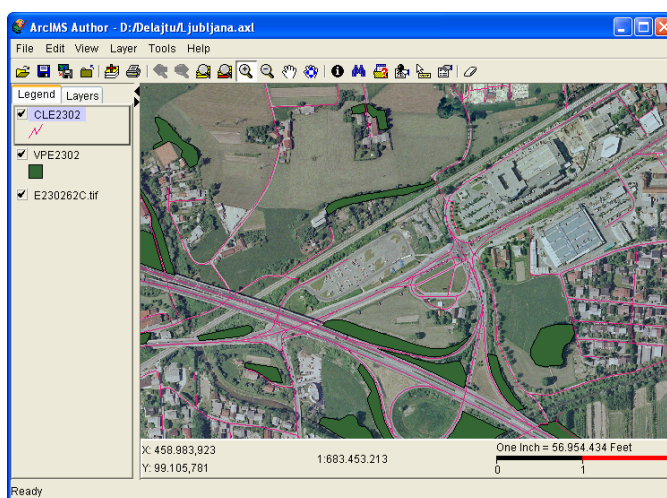 ArcIMS Author - D:/Delajtu/Ljubljana.axl
File Edit View Layer Tools Help
Legend Layers
CLE2302
VPE2302
E230262C.tif
X: 458.983,923
Y: 99.105,781
1:683.453.213
One Inch = 56.954.434 Feet
0 1
Ready